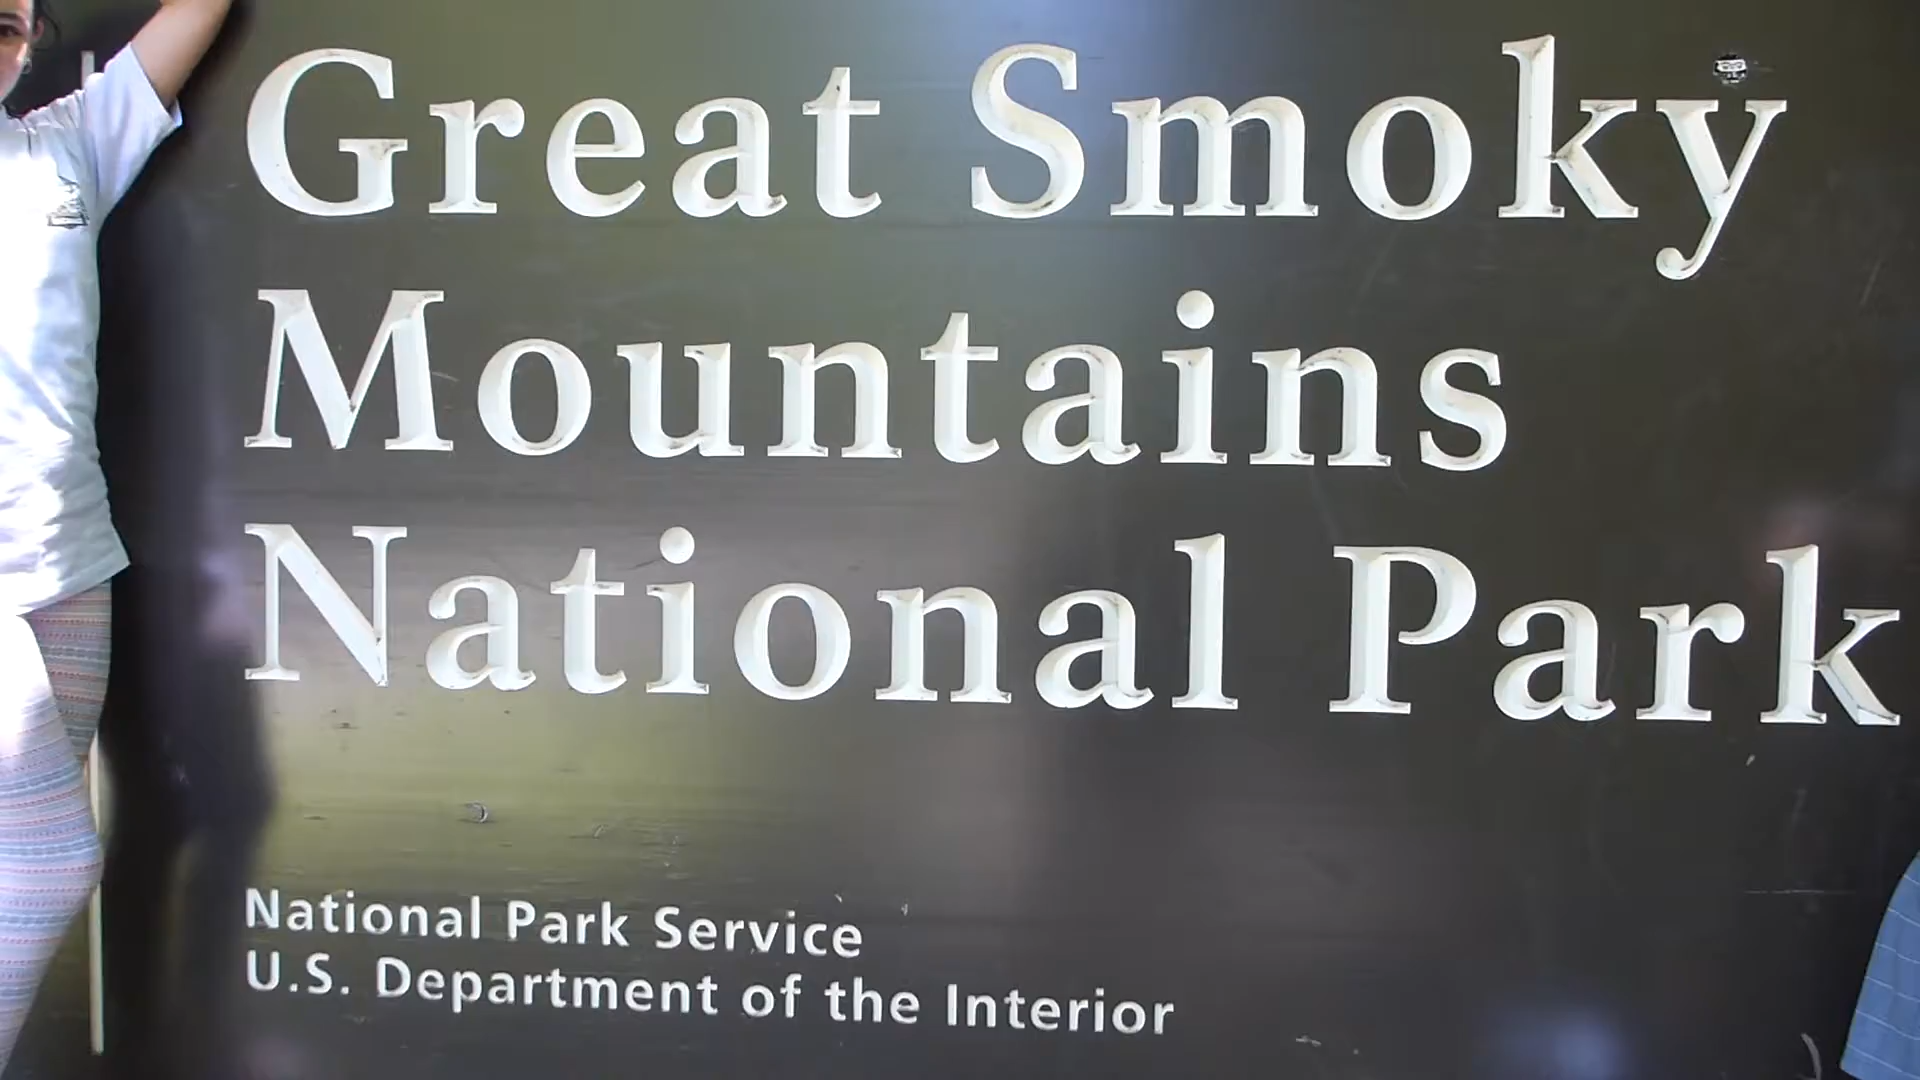 Great Smoky
Mountains
National Park
National Park Service
U.S. Department of the Interior